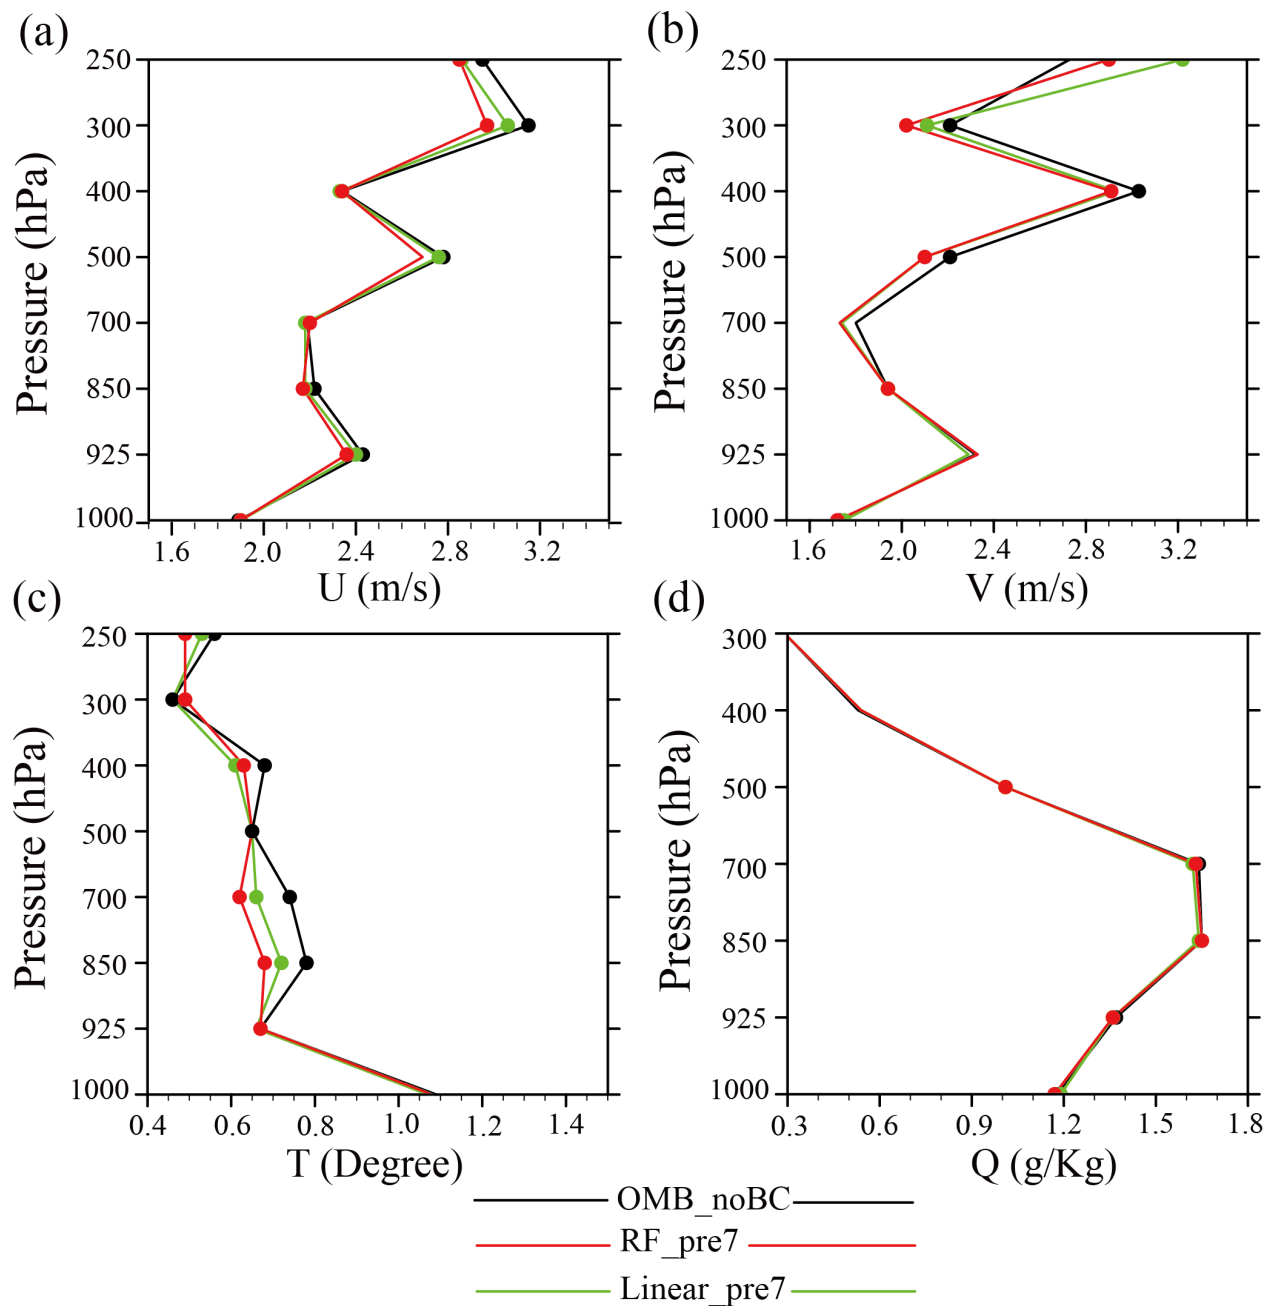 (a)
250
300
400
500
700
850
925
1000
Pressure (hPa)
1.6 2.0 2.4 2.8 3.2
U (m/s)
(b)
250
300
400
500
700
850
925
1000
Pressure (hPa)
1.6 2.0 2.4 2.8 3.2
V (m/s)
(c)
250
300
400
500
700
850
925
1000
Pressure (hPa)
0.4 0.6 0.8 1.0 1.2 1.4
T (Degree)
(d)
300
400
500
700
850
925
1000
Pressure (hPa)
0.3 0.6 0.9 1.2 1.5 1.8
Q (g/Kg)
OMB_noBC
RF_pre7
Linear_pre7